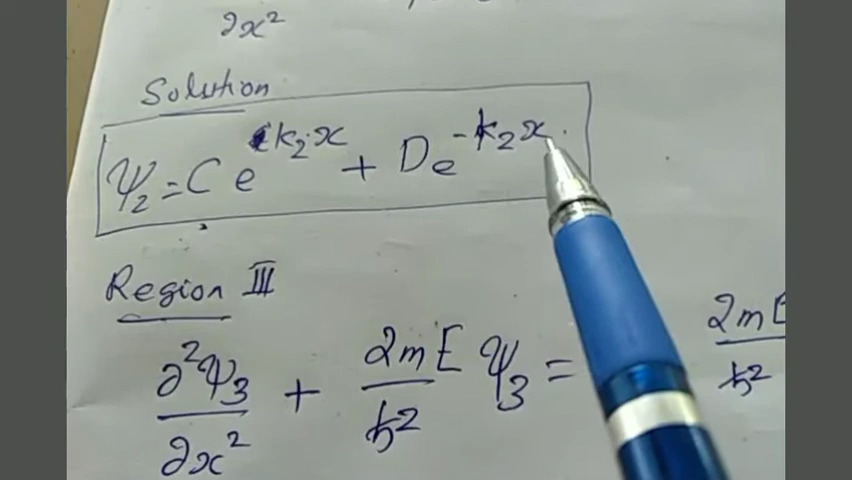 ∂x²
Solution
ψ₂ = C e^{k₂x} + D e^{-k₂x}
Region III
∂²ψ₃/∂x² + 2mE/ħ² ψ₃ = 2mE/ħ²